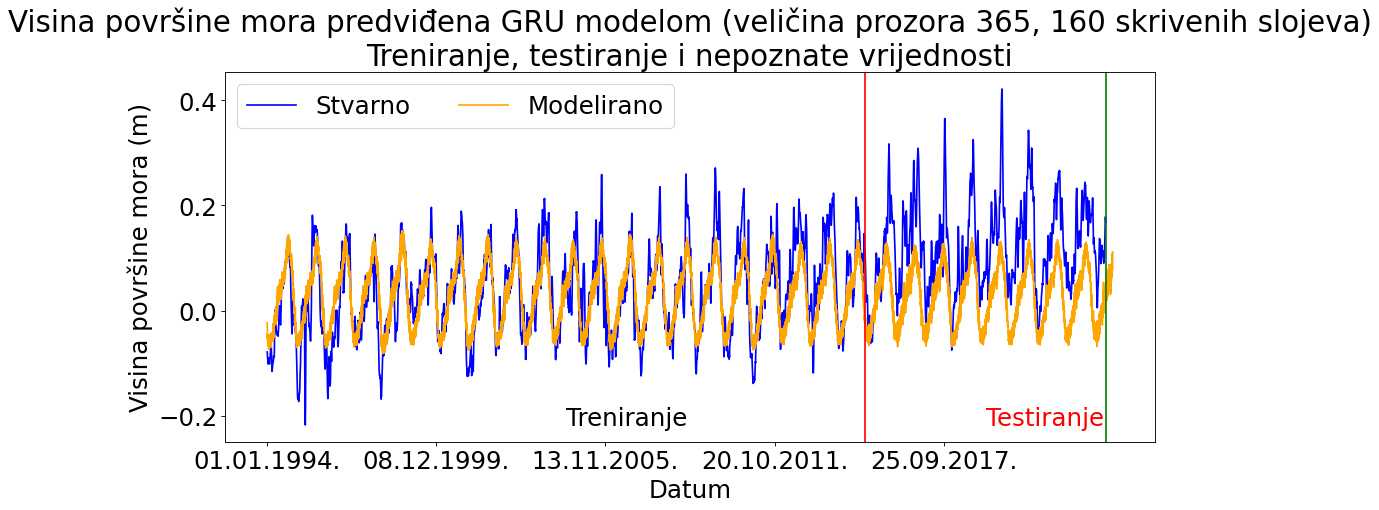 Visina površine mora predviđena GRU modelom (veličina prozora 365, 160 skrivenih slojeva)
Treniranje, testiranje i nepoznate vrijednosti
Stvarno
Modelirano
Visina površine mora (m)
0.4
0.2
0.0
−0.2
Treniranje
Testiranje
01.01.1994.
08.12.1999.
13.11.2005.
20.10.2011.
25.09.2017.
Datum